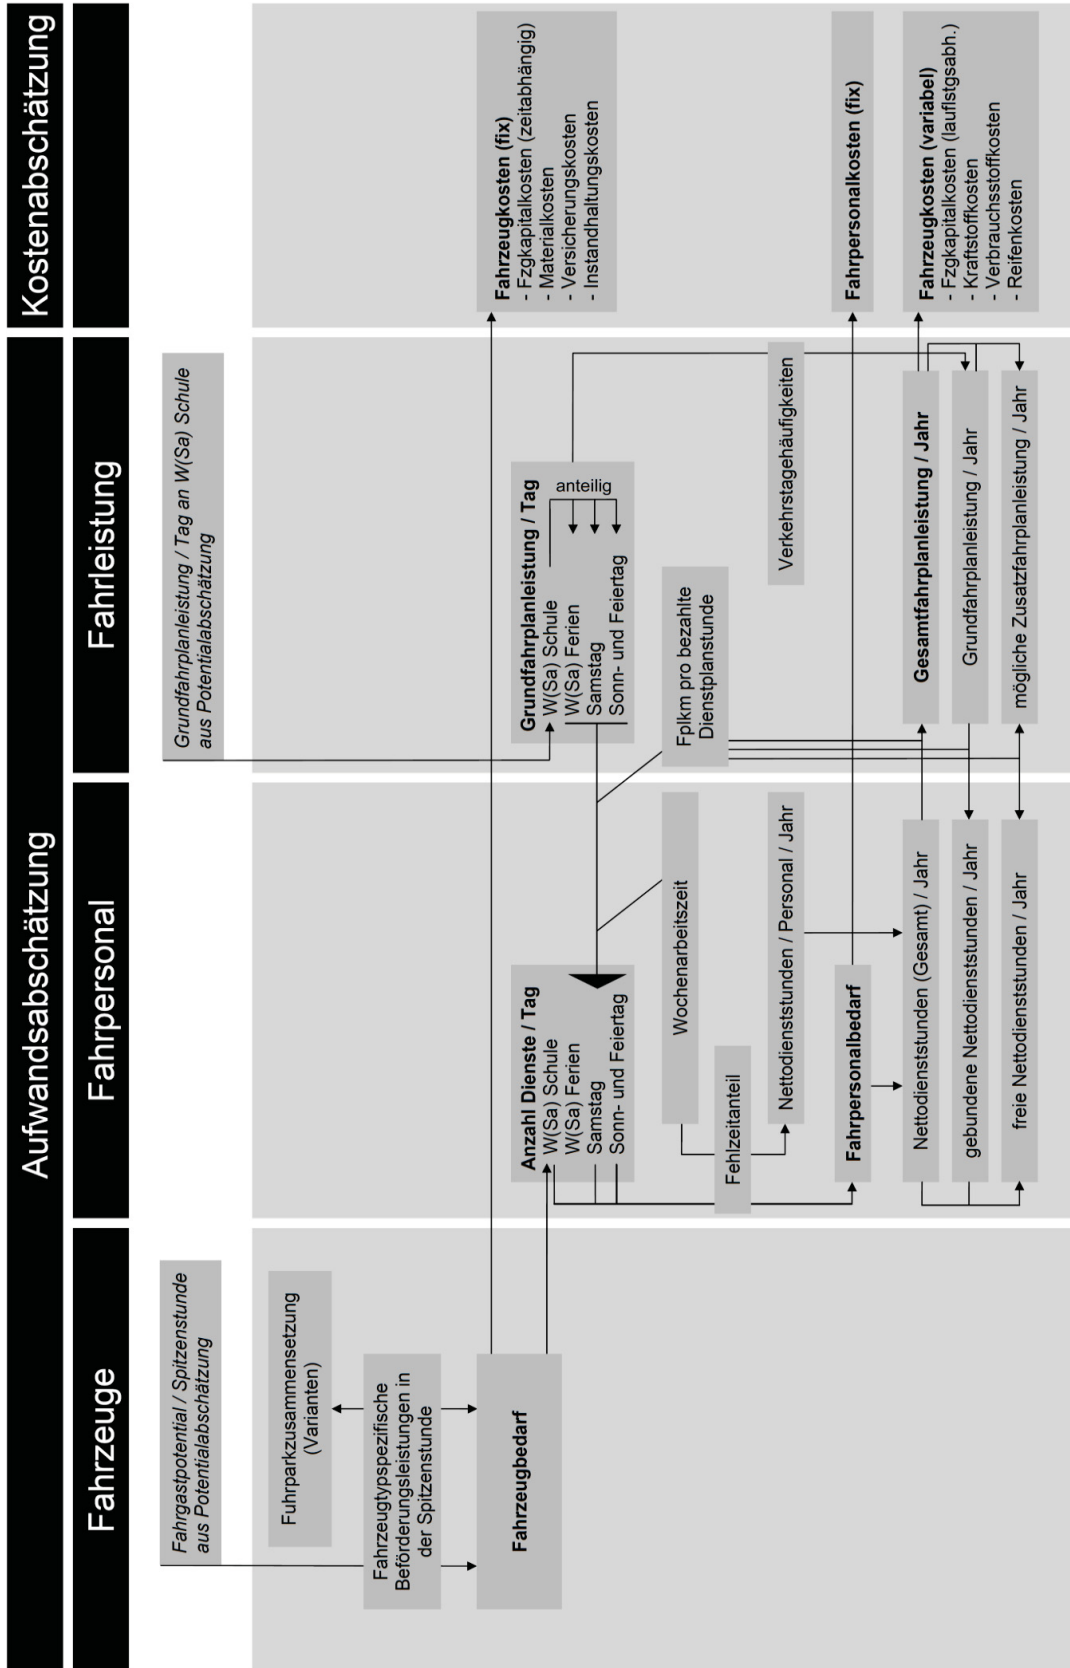 Aufwandsabschätzung
Kostenabschätzung
Fahrzeuge
Fahrpersonal
Fahrleistung
Fahrgastpotential / Spitzenstunde
aus Potentialabschätzung
Grundfahrplanleistung / Tag an W(Sa) Schule
aus Potentialabschätzung
Fuhrparkzusammensetzung
(Varianten)
Fahrzeugtypspezifische
Beförderungsleistungen in
der Spitzenstunde
Fahrzeugbedarf
Anzahl Dienste / Tag
W(Sa) Schule
W(Sa) Ferien
Samstag
Sonn- und Feiertag
Grundfahrplanleistung / Tag
W(Sa) Schule
W(Sa) Ferien
Samstag
Sonn- und Feiertag
anteilig
Fahrzeugkosten (fix)
- Fzgkapitalkosten (zeitabhängig)
- Materialkosten
- Versicherungskosten
- Instandhaltungskosten
Wochenarbeitszeit
Fplkm pro bezahlte
Dienstplanstunde
Fehlzeitanteil
Nettodienststunden / Personal / Jahr
Verkehrstagehäufigkeiten
Fahrpersonalbedarf
Fahrpersonalkosten (fix)
Nettodienststunden (Gesamt) / Jahr
gebundene Nettodienststunden / Jahr
freie Nettodienststunden / Jahr
Gesamtfahrplanleistung / Jahr
Grundfahrplanleistung / Jahr
mögliche Zusatzfahrplanleistung / Jahr
Fahrzeugkosten (variabel)
- Fzgkapitalkosten (lauflstgsabh.)
- Kraftstoffkosten
- Verbrauchsstoffkosten
- Reifenkosten